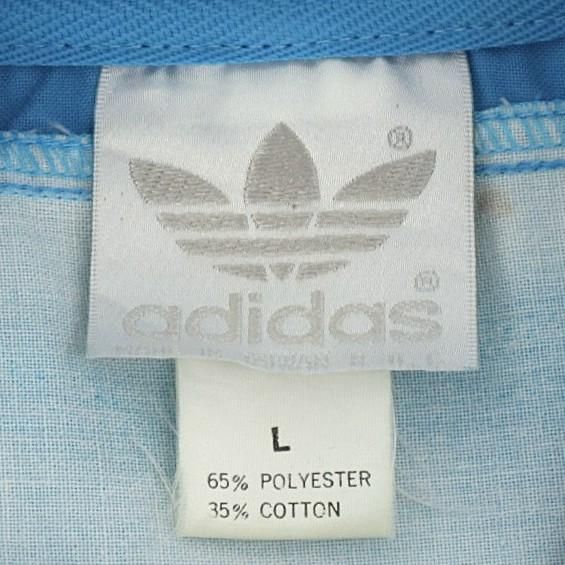 ®
®
adidas
L
65% POLYESTER
35% COTTON